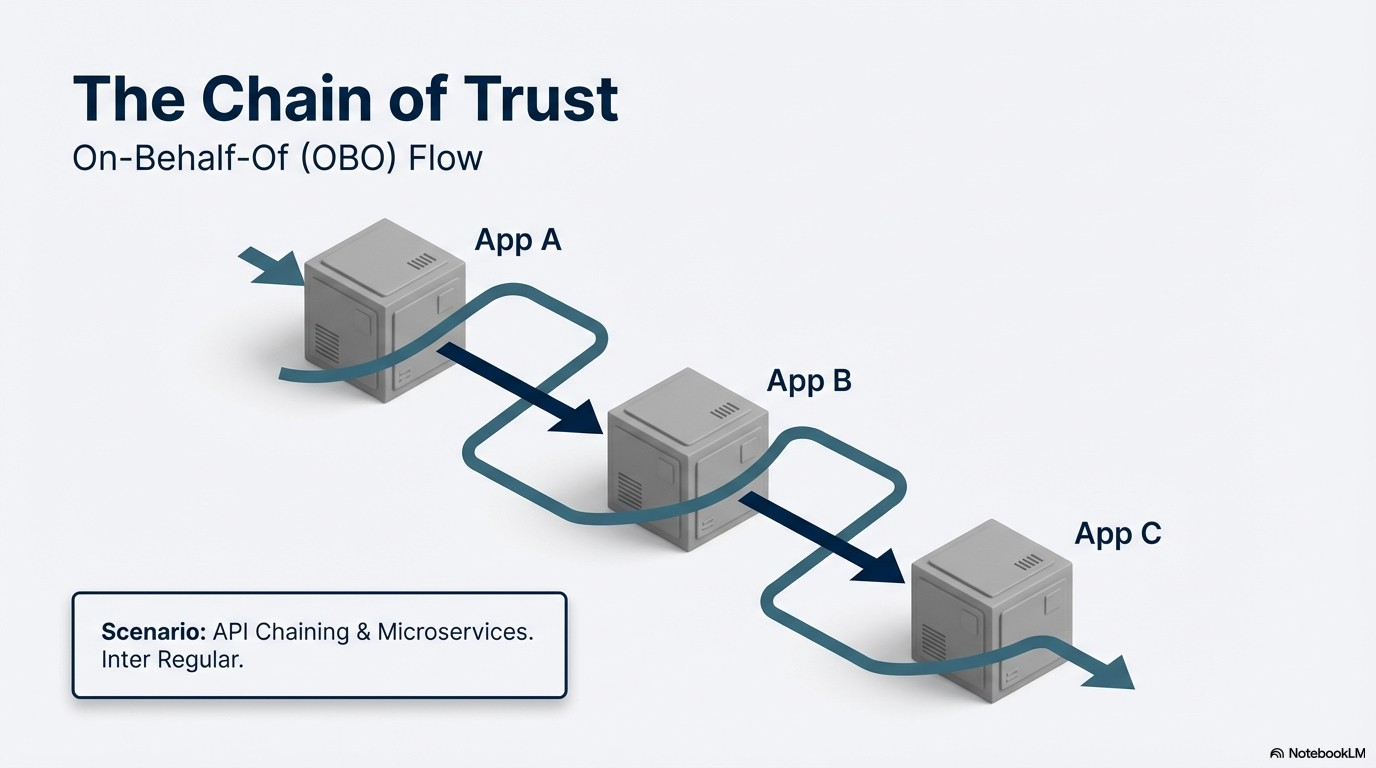 The Chain of Trust
On-Behalf-Of (OBO) Flow
App A
App B
App C
Scenario: API Chaining & Microservices.
Inter Regular.
NotebookLM